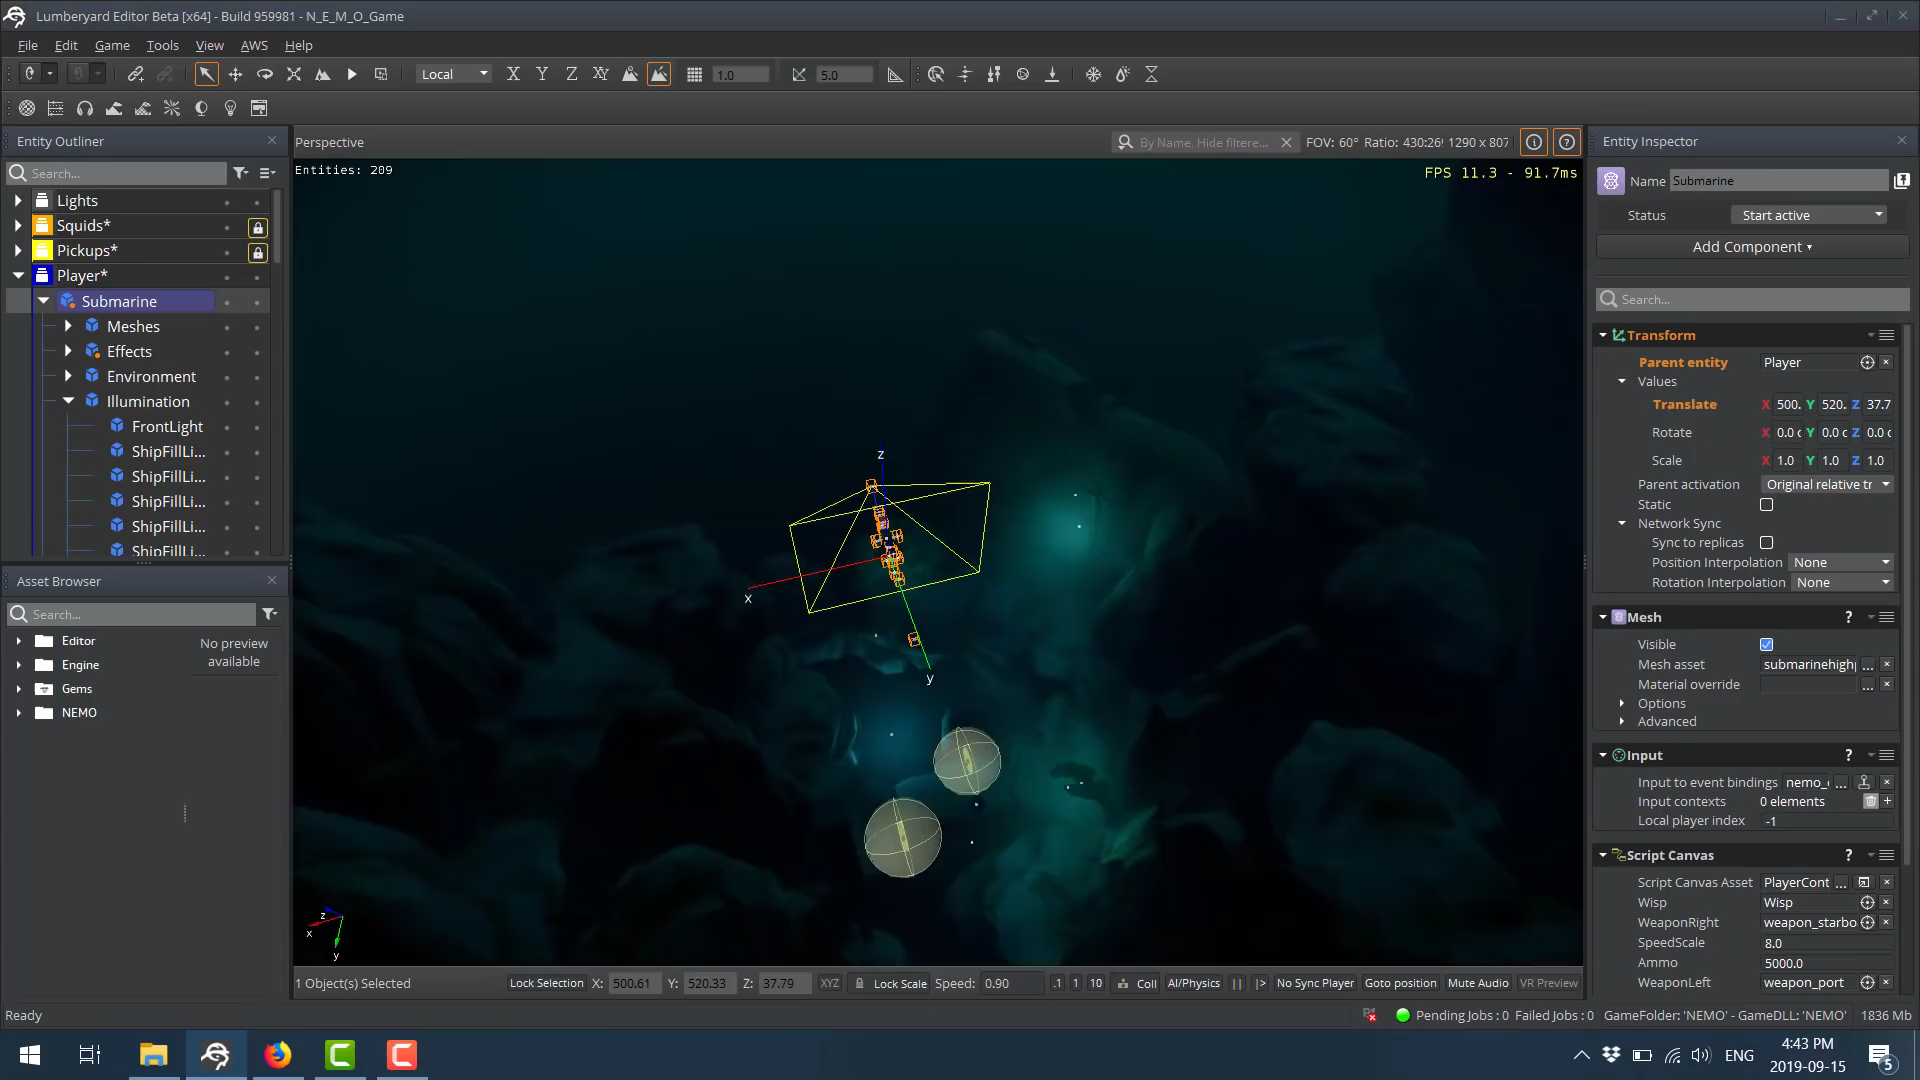 Lumberyard Editor Beta [x64] - Build 959981 - N_E_M_O_Game
File Edit Game Tools View AWS Help
Local X Y Z XY 1.0 5.0
Entity Outliner
Search...
Lights
Squids*
Pickups*
Player*
Submarine
Meshes
Effects
Environment
Illumination
FrontLight
ShipFillLi...
ShipFillLi...
ShipFillLi...
ShipFillLi...
ShipFillLi...
Asset Browser
Search...
Editor
Engine
Gems
NEMO
No preview
available
Perspective
By Name, Hide filtere...
FOV: 60° Ratio: 430:26 1290 x 807
Entities: 209
FPS 11.3 - 91.7ms
z
x
y
z
x
y
1 Object(s) Selected Lock Selection X: 500.61 Y: 520.33 Z: 37.79 XYZ Lock Scale Speed: 0.90 .1 1 10 Coll AI/Physics || |> No Sync Player Goto position Mute Audio VR Preview
Entity Inspector
Name Submarine
Status Start active
Add Component
Search...
Transform
Parent entity Player
Values
Translate X 500. Y 520. Z 37.7
Rotate X 0.0 Y 0.0 Z 0.0
Scale X 1.0 Y 1.0 Z 1.0
Parent activation Original relative tr
Static
Network Sync
Sync to replicas
Position Interpolation None
Rotation Interpolation None
Mesh ?
Visible
Mesh asset submarinehigh ...
Material override ...
Options
Advanced
Input ?
Input to event bindings nemo_ ...
Input contexts 0 elements
Local player index -1
Script Canvas ?
Script Canvas Asset PlayerCont ...
Wisp Wisp
WeaponRight weapon_starbo
SpeedScale 8.0
Ammo 5000.0
WeaponLeft weapon_port
Ready
Pending Jobs : 0 Failed Jobs : 0 GameFolder: 'NEMO' - GameDLL: 'NEMO' 1836 Mb
ENG
4:43 PM
2019-09-15
5